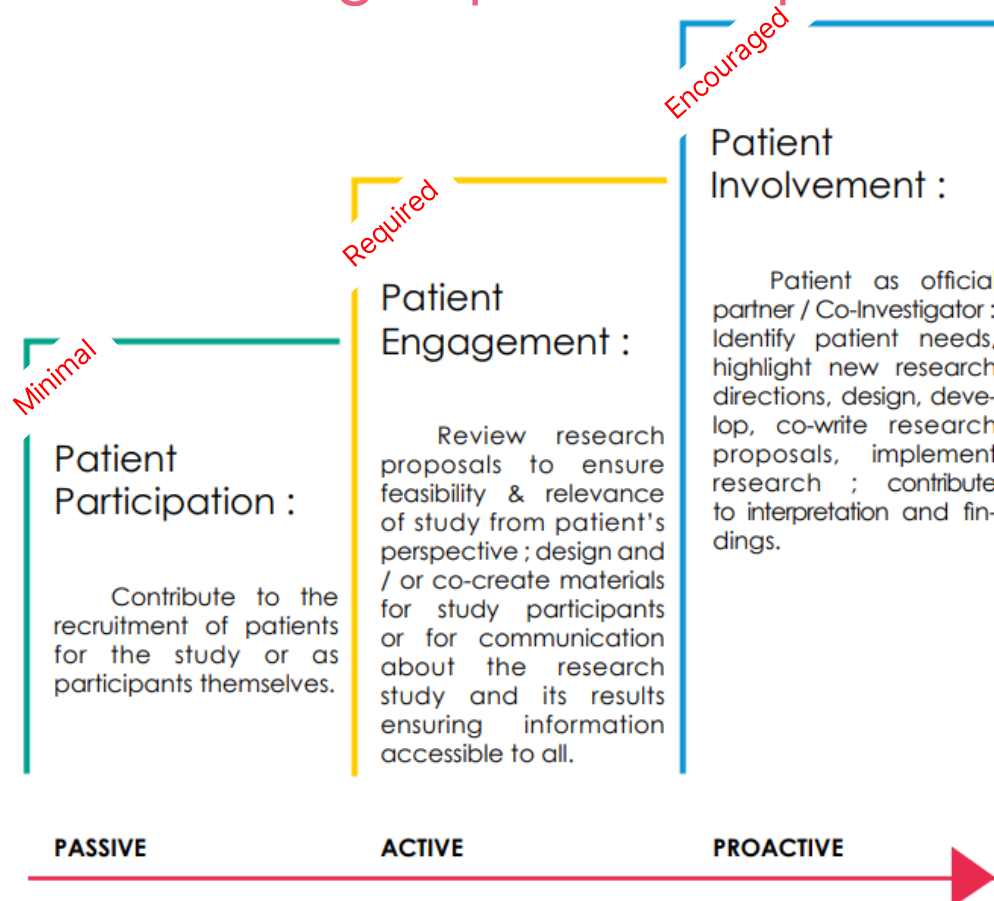 Minimal
Patient
Participation :
Contribute to the
recruitment of patients
for the study or as
participants themselves.
PASSIVE
Required
Patient
Engagement :
Review research
proposals to ensure
feasibility & relevance
of study from patient's
perspective ; design and
/ or co-create materials
for study participants
or for communication
about the research
study and its results
ensuring information
accessible to all.
ACTIVE
Encouraged
Patient
Involvement :
Patient as official
partner / Co-Investigator :
Identify patient needs,
highlight new research
directions, design, deve-
lop, co-write research
proposals, implement
research ; contribute
to interpretation and fin-
dings.
PROACTIVE